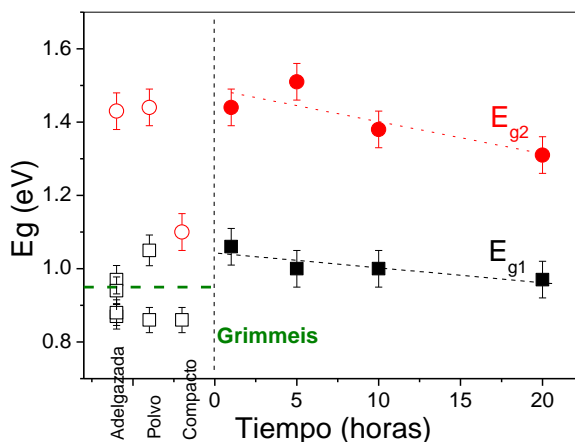 1.6
1.4
1.2
1.0
0.8
Eg (eV)
Eg2
Eg1
Grimmeis
Adelgazada
Polvo
Compacto
0
5
10
15
20
Tiempo (horas)